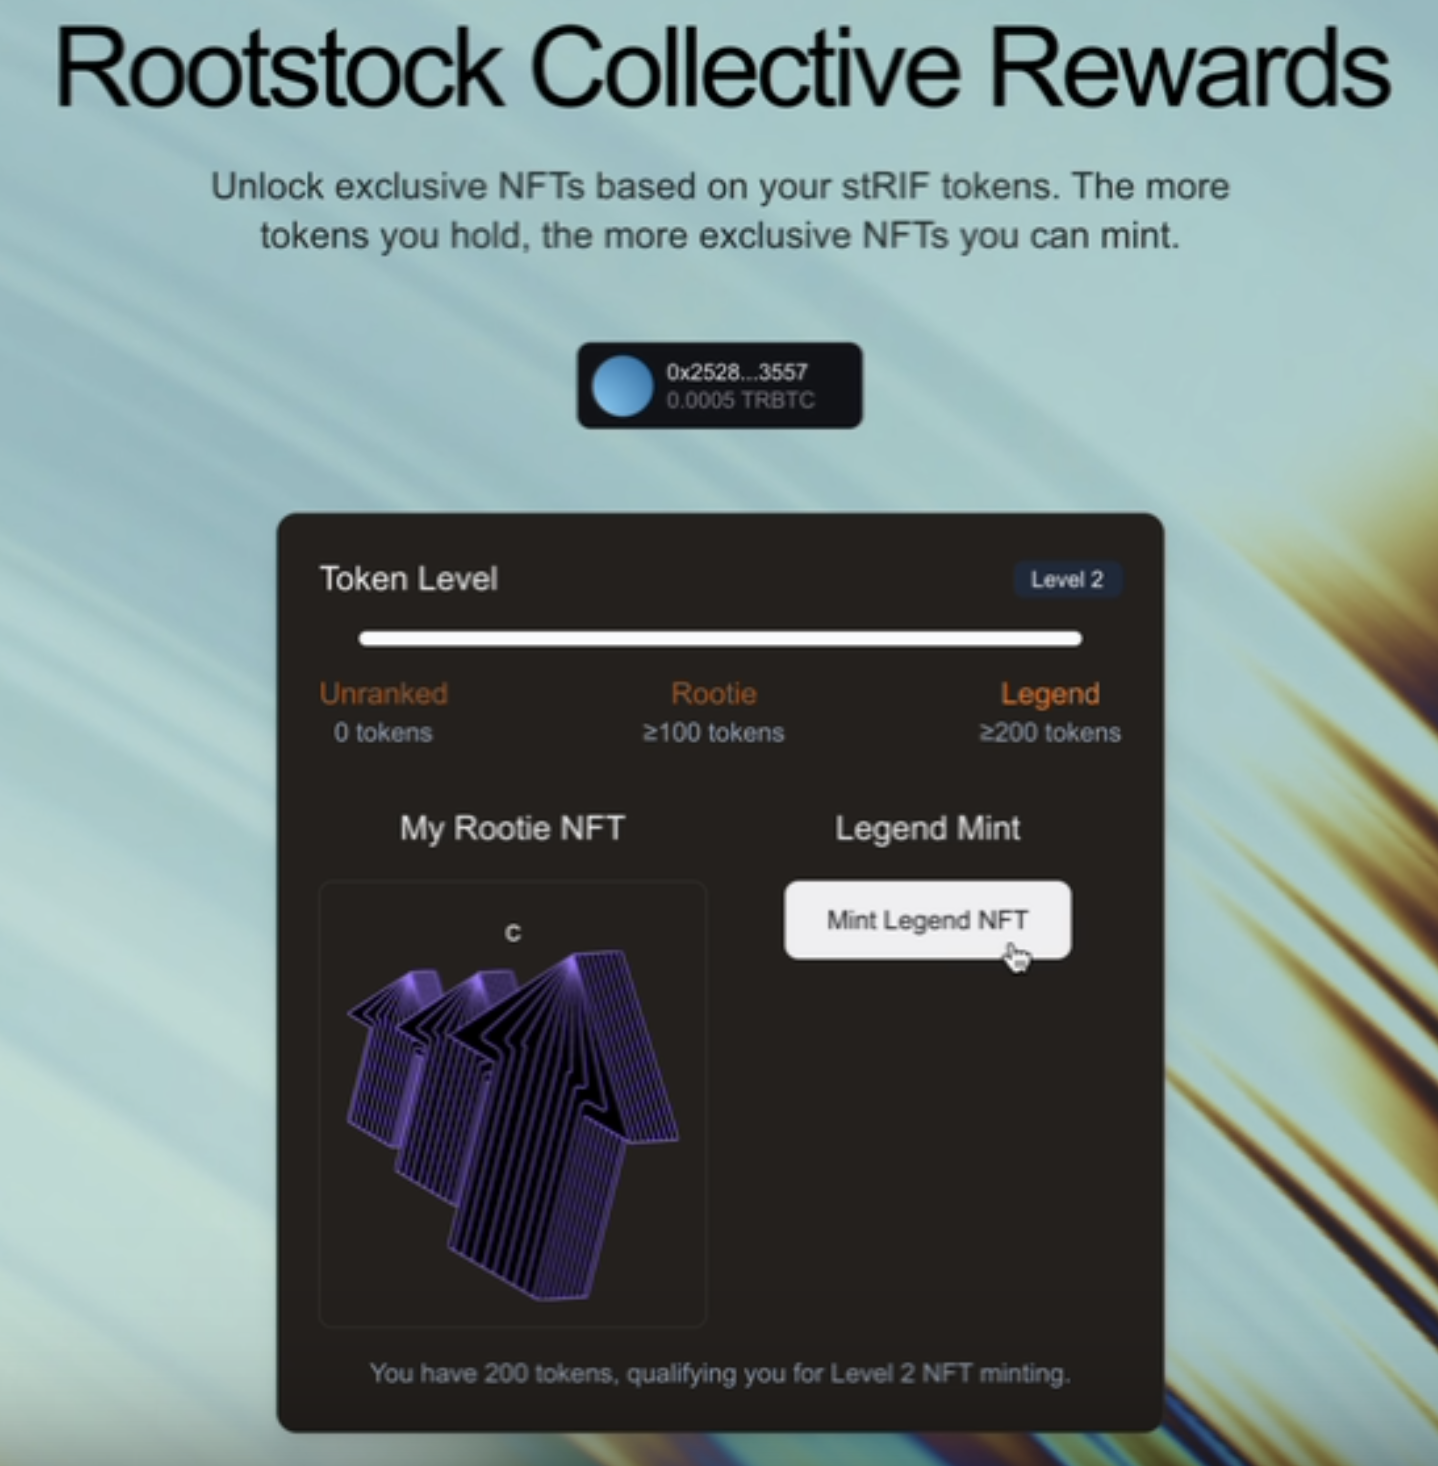 Rootstock Collective Rewards
Unlock exclusive NFTs based on your stRIF tokens. The more
tokens you hold, the more exclusive NFTs you can mint.
0x2528...3557
0.0005 TRBTC
Token Level
Level 2
Unranked
0 tokens
Rootie
≥100 tokens
Legend
≥200 tokens
My Rootie NFT
C
Legend Mint
Mint Legend NFT
You have 200 tokens, qualifying you for Level 2 NFT minting.